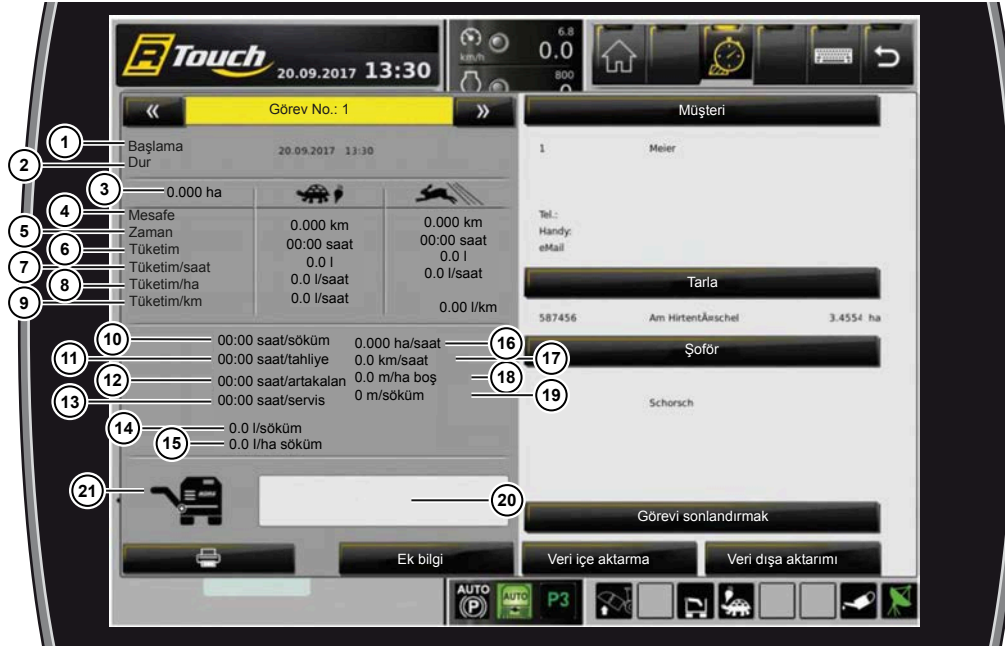 R Touch 20.09.2017 13:30
km/h 6.8
0.0
800
« Görev No.: 1 »
1 Başlama 20.09.2017 13:30
2 Dur
3 0.000 ha
4 Mesafe 0.000 km 0.000 km
5 Zaman 00:00 saat 00:00 saat
6 Tüketim 0.0 l 0.0 l
7 Tüketim/saat 0.0 l/saat 0.0 l/saat
8 Tüketim/ha 0.0 l/saat
9 Tüketim/km 0.00 l/km
10 00:00 saat/söküm 0.000 ha/saat 16
11 00:00 saat/tahliye 0.0 km/saat 17
12 00:00 saat/artakalan 0.0 m/ha boş 18
13 00:00 saat/servis 0 m/söküm 19
14 0.0 l/söküm
15 0.0 l/ha söküm
21 20
Ek bilgi
Müşteri
1 Meier
Tel.:
Handy:
eMail
Tarla
587456 Am HirtentÃ¤schel 3.4554 ha
Şoför
Schorsch
Görevi sonlandırmak
Veri içe aktarma Veri dışa aktarımı
AUTO (P) AUTO P3